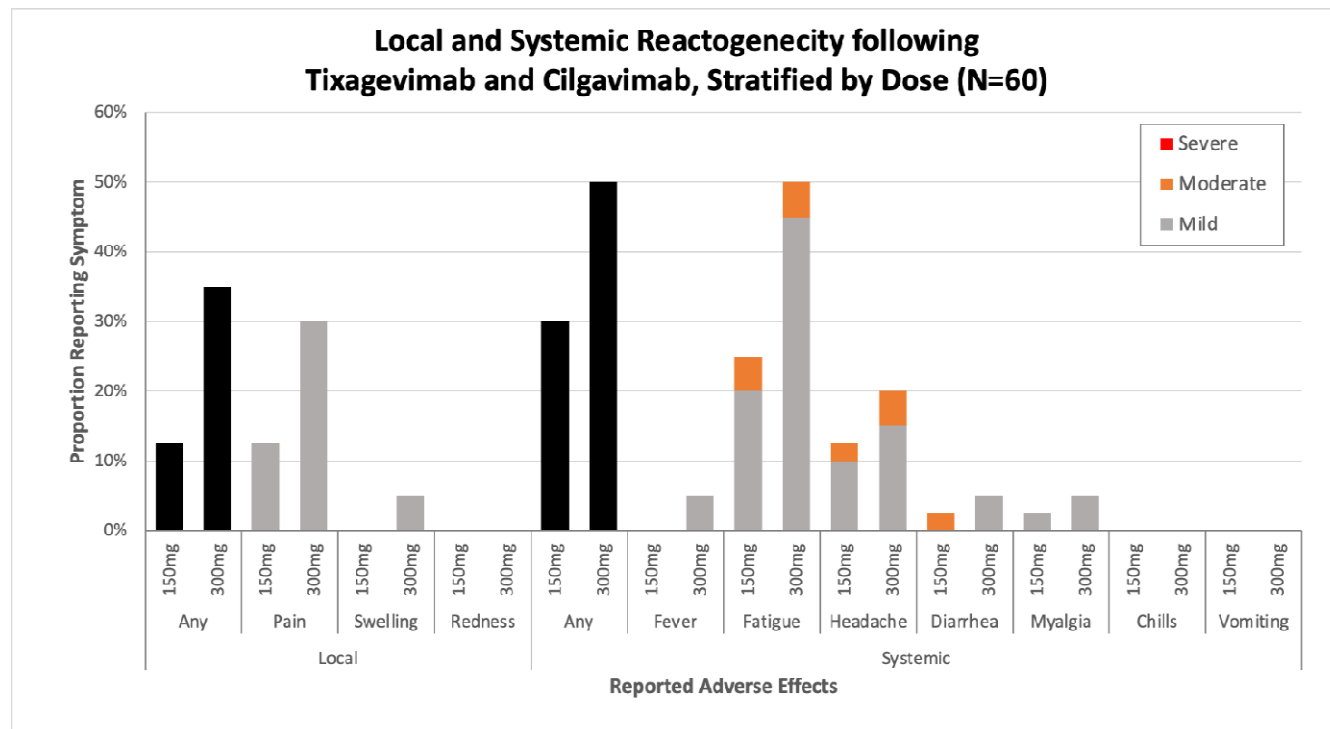 Local and Systemic Reactogenecity following
Tixagevimab and Cilgavimab, Stratified by Dose (N=60)
60%
50%
40%
30%
20%
10%
0%
Proportion Reporting Symptom
Severe
Moderate
Mild
150mg 300mg 150mg 300mg 150mg 300mg 150mg 300mg 150mg 300mg 150mg 300mg 150mg 300mg 150mg 300mg 150mg 300mg 150mg 300mg 150mg 300mg 150mg 300mg
Any Pain Swelling Redness Any Fever Fatigue Headache Diarrhea Myalgia Chills Vomiting
Local Systemic
Reported Adverse Effects